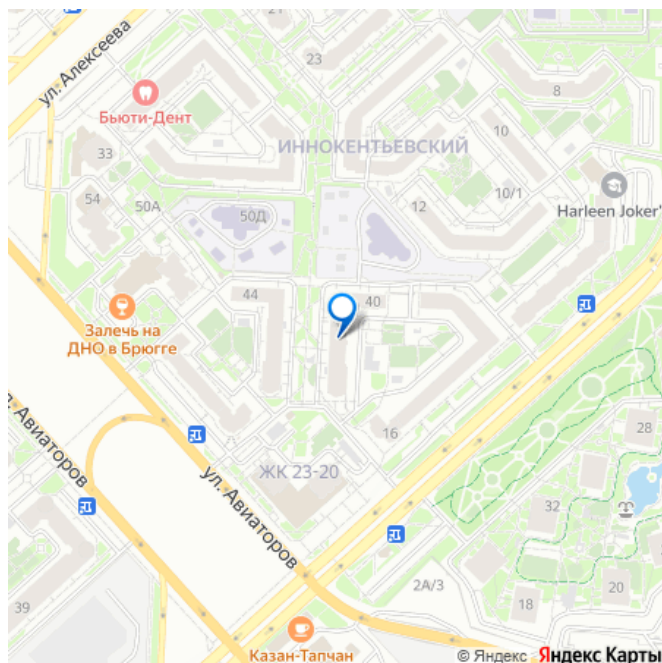 ул. Алексеева
21
23
Бьюти-Дент
8
10
ИННОКЕНТЬЕВСКИЙ
33
54
50А
10/1
Harleen Joker'
50Д
12
44
40
Залечь на
ДНО в Брюгге
л. Авиаторов
16
28
ЖК 23-20
ул. Авиаторов
32
39
2А/3
18
20
Казан-Тапчан
© Яндекс Яндекс Карты